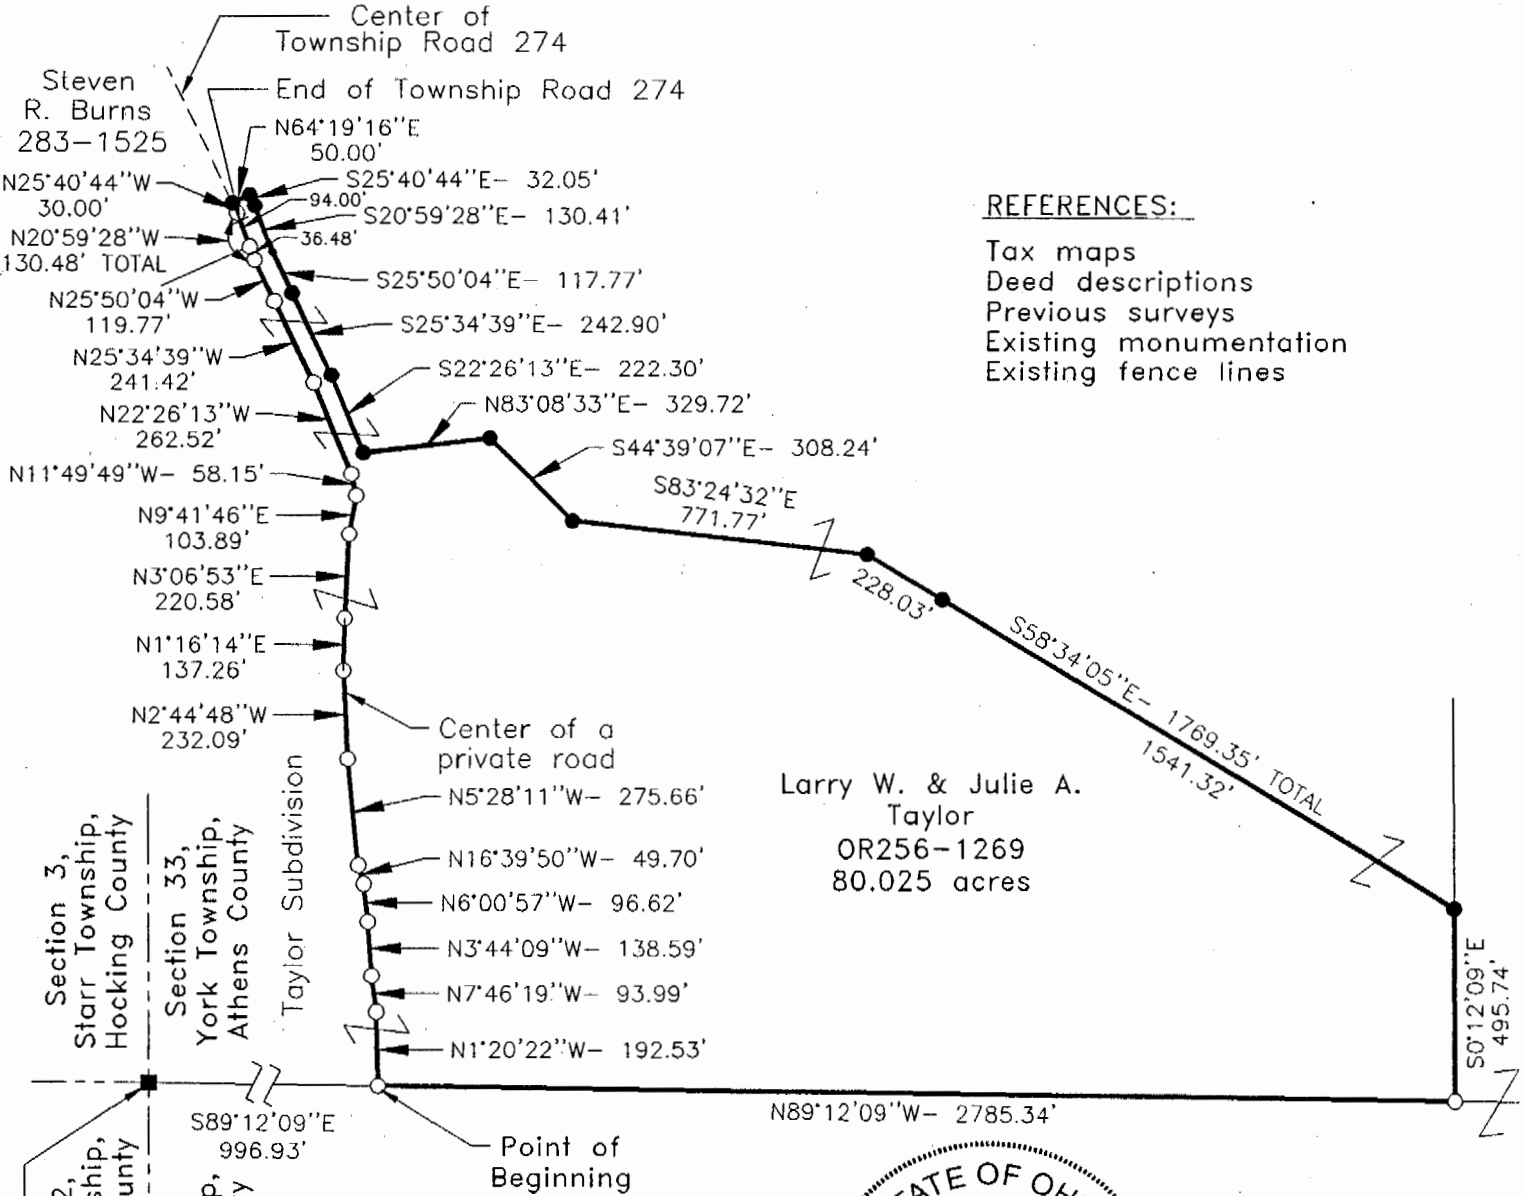 Center of
Township Road 274
End of Township Road 274
Steven
R. Burns
283-1525
N64°19'16"E
50.00'
N25°40'44"W
30.00'
S25°40'44"E- 32.05'
94.00'
S20°59'28"E- 130.41'
N20°59'28"W
130.48' TOTAL
36.48'
S25°50'04"E- 117.77'
N25°50'04"W
119.77'
S25°34'39"E- 242.90'
N25°34'39"W
241.42'
S22°26'13"E- 222.30'
N22°26'13"W
262.52'
N83°08'33"E- 329.72'
S44°39'07"E- 308.24'
N11°49'49"W- 58.15'
S83°24'32"E
771.77'
N9°41'46"E
103.89'
N3°06'53"E
220.58'
228.03'
S58°34'05"E- 1769.35' TOTAL
1541.32'
N1°16'14"E
137.26'
N2°44'48"W
232.09'
Center of a
private road
N5°28'11"W- 275.66'
N16°39'50"W- 49.70'
N6°00'57"W- 96.62'
N3°44'09"W- 138.59'
N7°46'19"W- 93.99'
N1°20'22"W- 192.53'
REFERENCES:
Tax maps
Deed descriptions
Previous surveys
Existing monumentation
Existing fence lines
Larry W. & Julie A.
Taylor
OR256-1269
80.025 acres
Section 3,
Starr Township,
Hocking County
Section 33,
York Township,
Athens County
Taylor Subdivision
S0°12'09"E
495.74'
N89°12'09"W- 2785.34'
S89°12'09"E
996.93'
Point of
Beginning